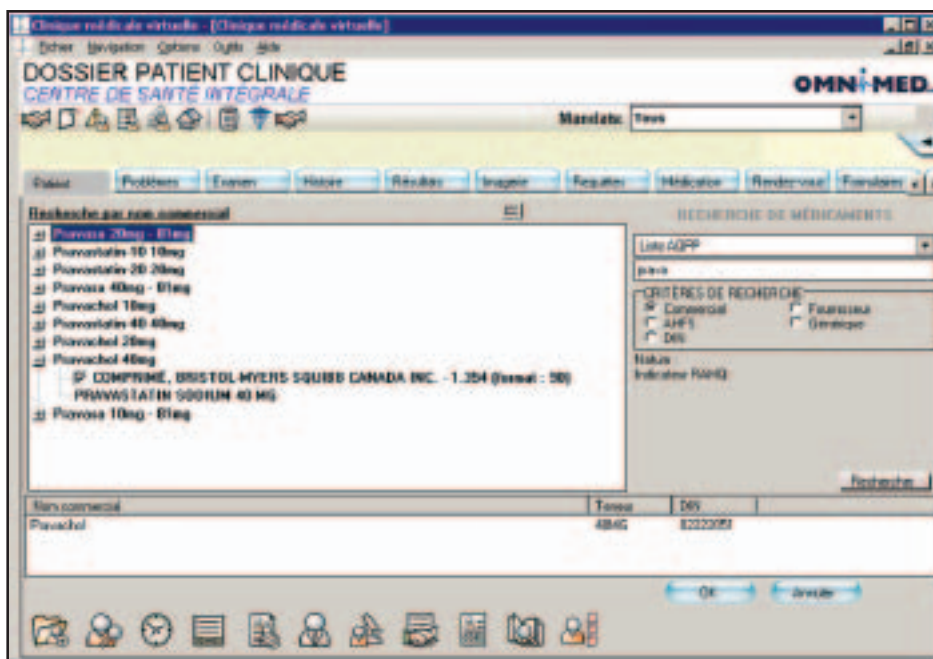 Clinique médicale virtuelle - [Clinique médicale virtuelle]
Fichier Navigation Options Outils Aide
DOSSIER PATIENT CLINIQUE
CENTRE DE SANTÉ INTÉGRALE
OMNI-MED.
Mandats: Tous
Patient Problèmes Examen Histoire Résultats Imagerie Requêtes Médication Rendez-vous Formulaires
Recherche par nom commercial
RECHERCHE DE MÉDICAMENTS
Pravasa 20mg - 81mg
Pravastatin-10 10mg
Pravastatin-20 20mg
Pravasa 40mg - 81mg
Pravachol 10mg
Pravastatin-40 40mg
Pravachol 20mg
Pravachol 40mg
COMPRIMÉ, BRISTOL-MYERS SQUIBB CANADA INC. - 1.354 (format : 90)
PRAVASTATIN SODIUM 40 MG
Pravasa 10mg - 81mg
Liste AQPP
prava
CRITÈRES DE RECHERCHE
Commercial Fournisseur
AHFS Générique
DIN
Nature :
Indicateur RAMQ:
Rechercher
Nom commercial Teneur DIN
Pravachol 40MG
OK Annuler